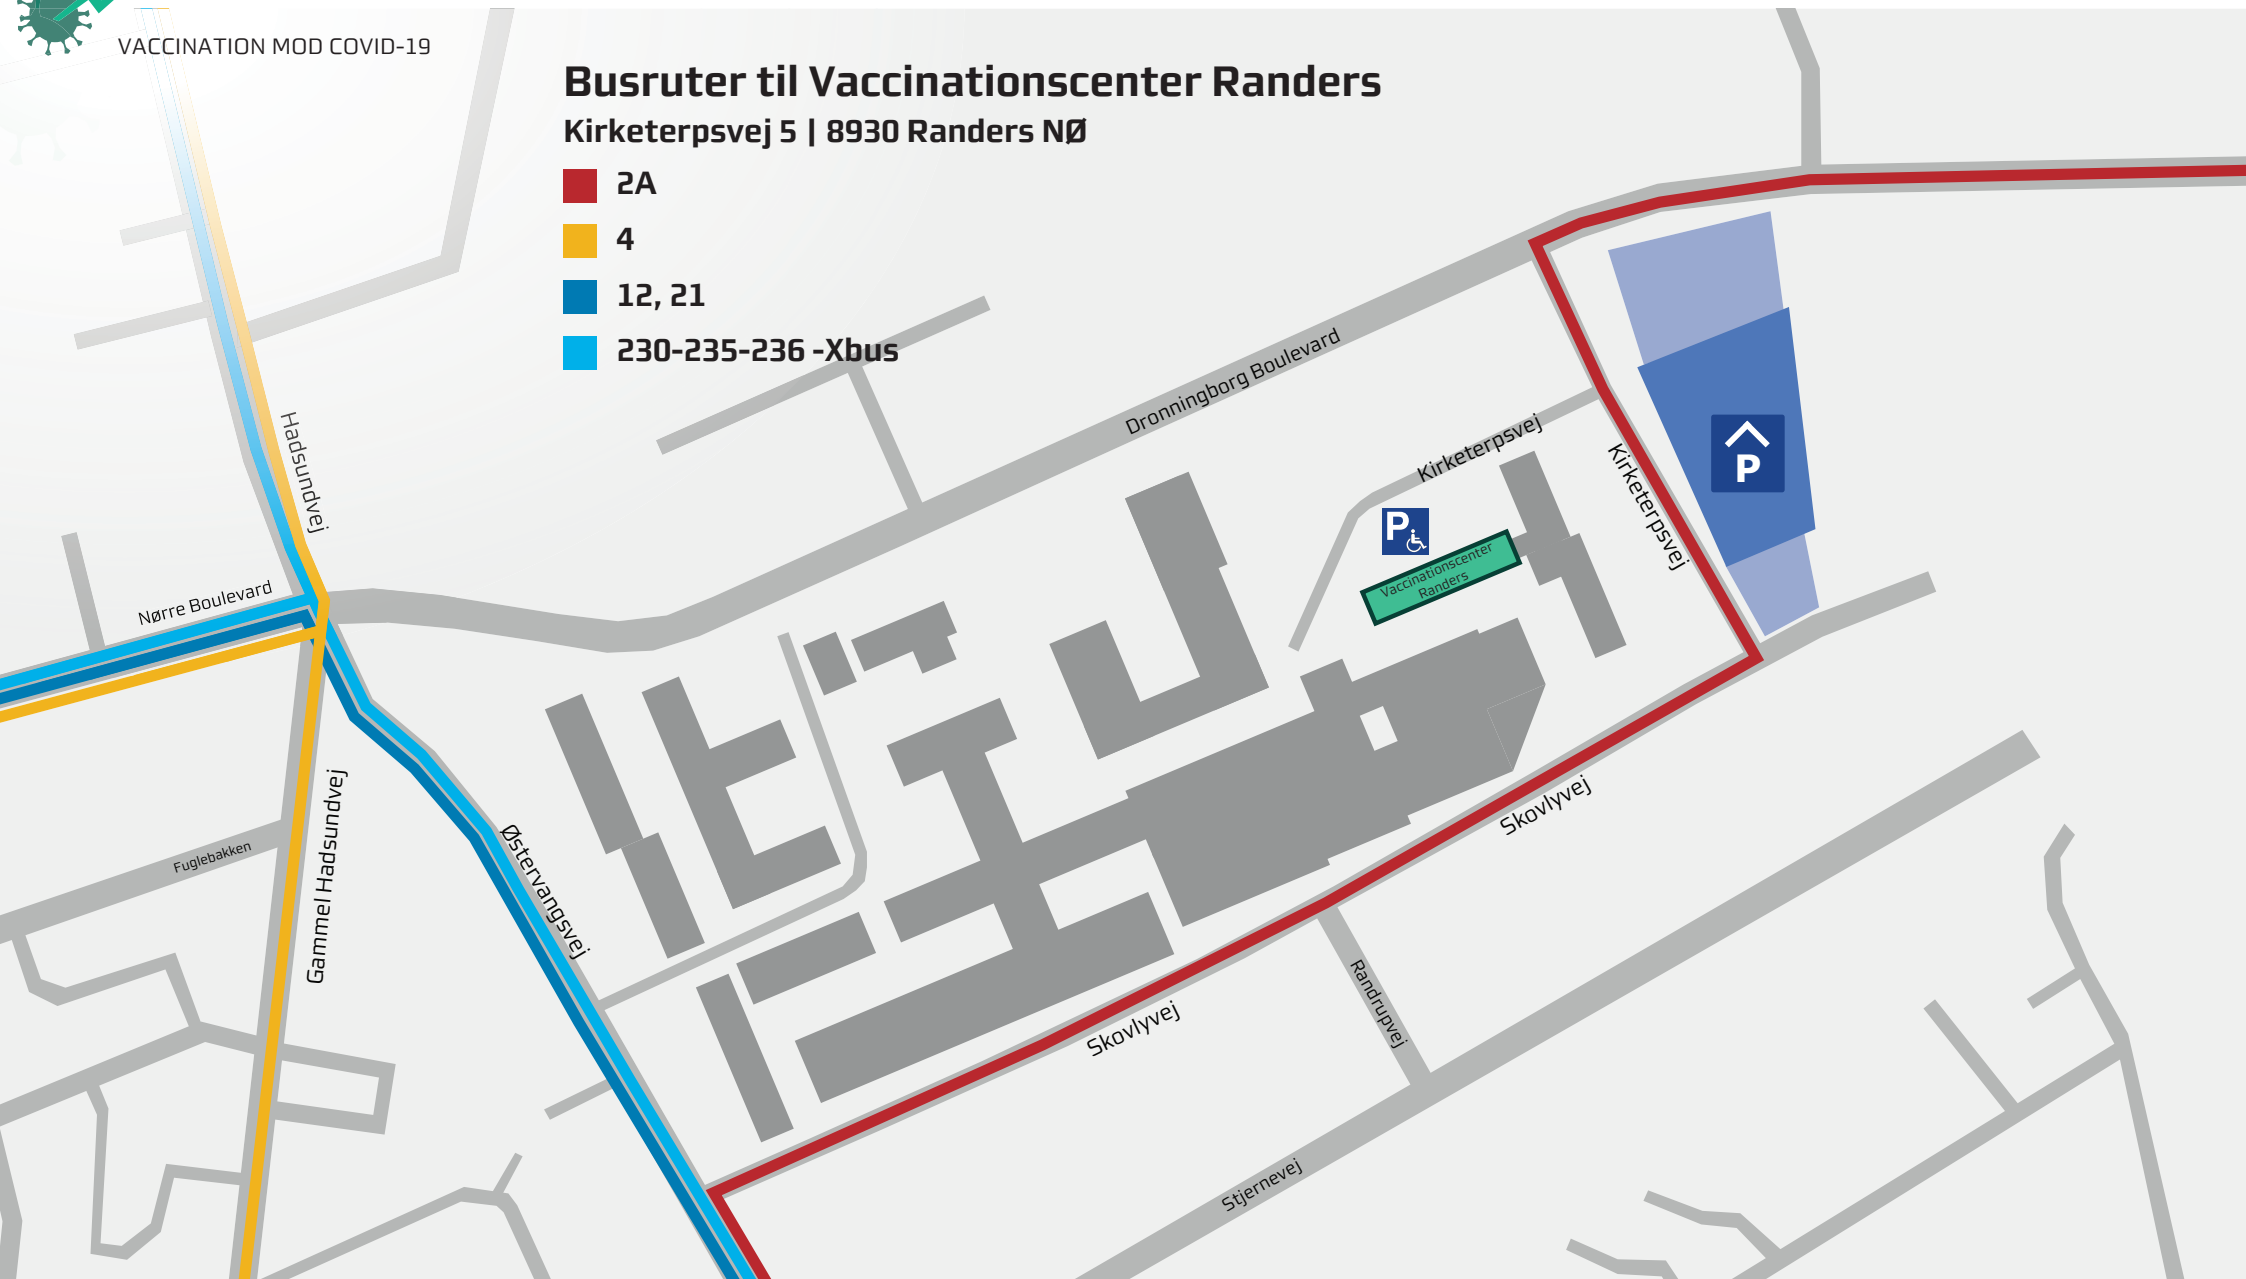 VACCINATION MOD COVID-19
Busruter til Vaccinationscenter Randers
Kirketerpsvej 5 | 8930 Randers NØ
2A
4
12, 21
230-235-236 -Xbus
Dronningborg Boulevard
Hadsundvej
Kirketerpsvej
Kirketerpsvej
P
P
Vaccinationscenter
Randers
Nørre Boulevard
Gammel Hadsundvej
Fuglebakken
Østervangsvej
Skovlyvej
Skovlyvej
Randrupvej
Stjernevej